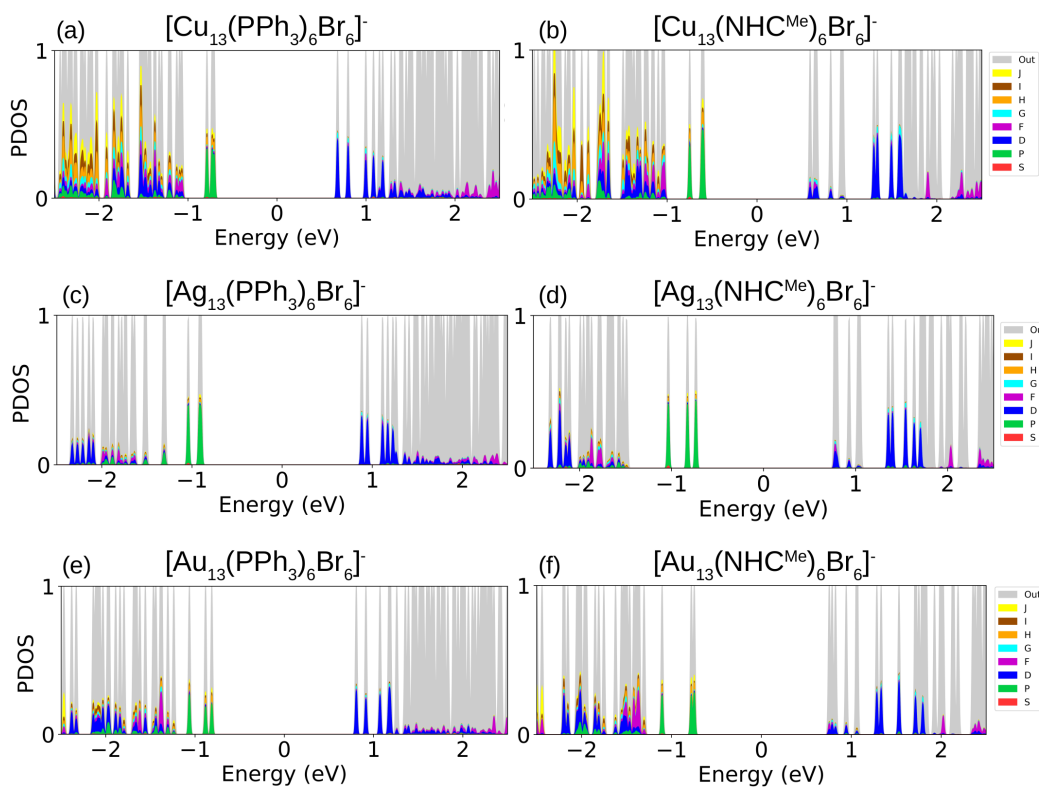 (a) [Cu13(PPh3)6Br6]-
(b) [Cu13(NHCMe)6Br6]-
PDOS
1
0
−2 −1 0 1 2
Energy (eV)
1
0
−2 −1 0 1 2
Energy (eV)
Out
J
I
H
G
F
D
P
S
(c) [Ag13(PPh3)6Br6]-
(d) [Ag13(NHCMe)6Br6]-
PDOS
1
0
−2 −1 0 1 2
Energy (eV)
1
0
−2 −1 0 1 2
Energy (eV)
J
I
H
G
F
D
P
S
(e) [Au13(PPh3)6Br6]-
(f) [Au13(NHCMe)6Br6]-
PDOS
1
0
−2 −1 0 1 2
Energy (eV)
1
0
−2 −1 0 1 2
Energy (eV)
Out
J
I
H
G
F
D
P
S